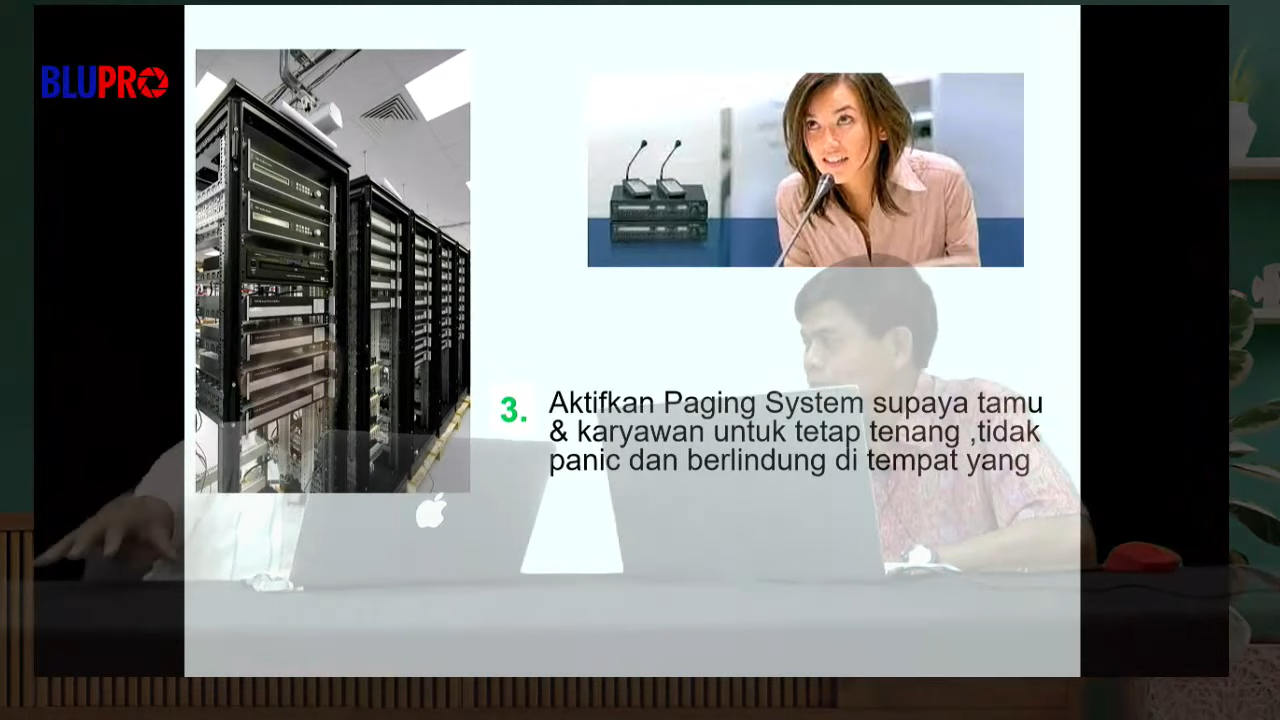 BLUPRO
3. Aktifkan Paging System supaya tamu
& karyawan untuk tetap tenang ,tidak
panic dan berlindung di tempat yang